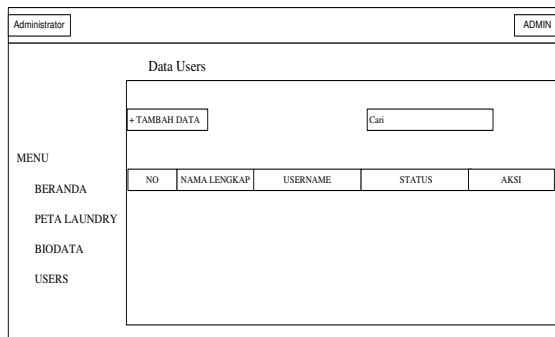 Administrator
ADMIN
Data Users
+ TAMBAH DATA
Cari
MENU
BERANDA
PETA LAUNDRY
BIODATA
USERS
NO NAMA LENGKAP USERNAME STATUS AKSI